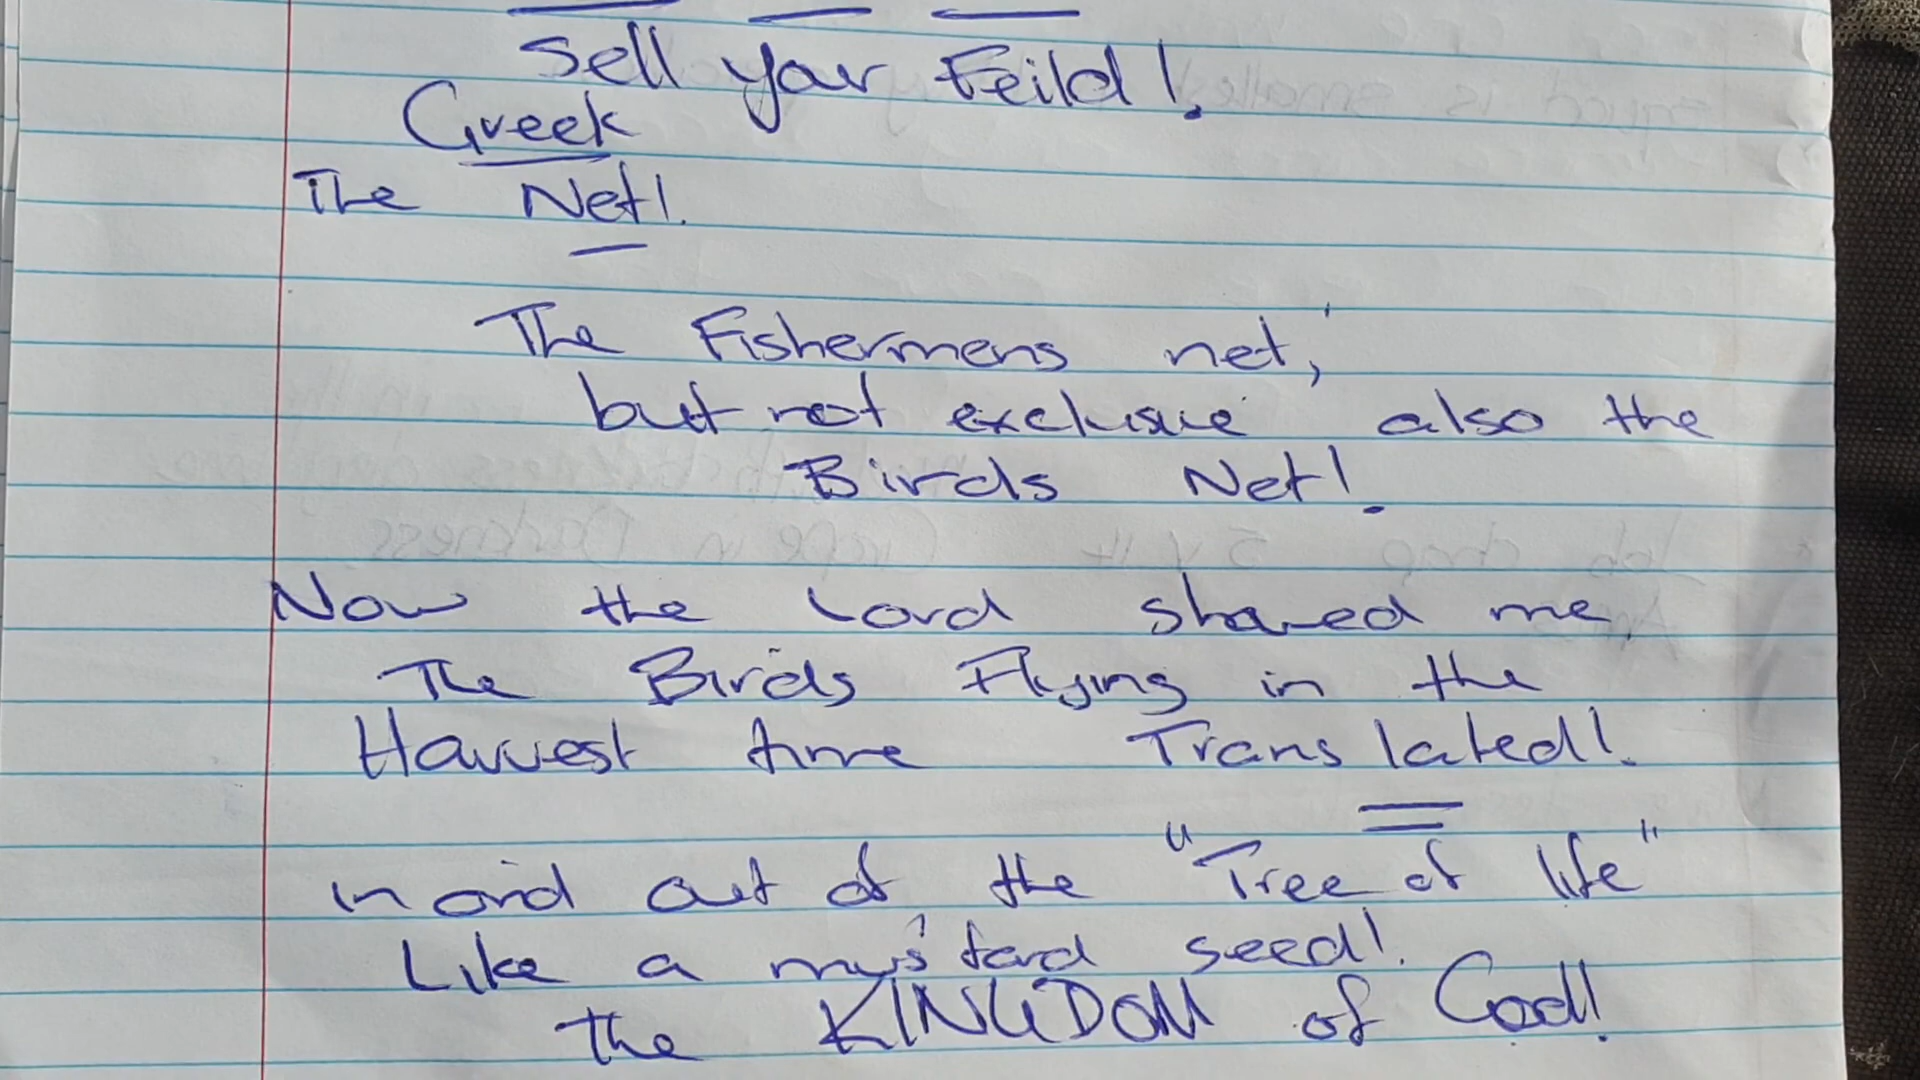 Sell your Feild!
Greek
The Net!
The Fishermens net,
but not exclusive also the
Birds Net!
Now the Lord showed me
The Birds Flying in the
Harvest time Translated!
in and out of the "Tree of life"
Like a mustard seed!
the KINGDOM of God!